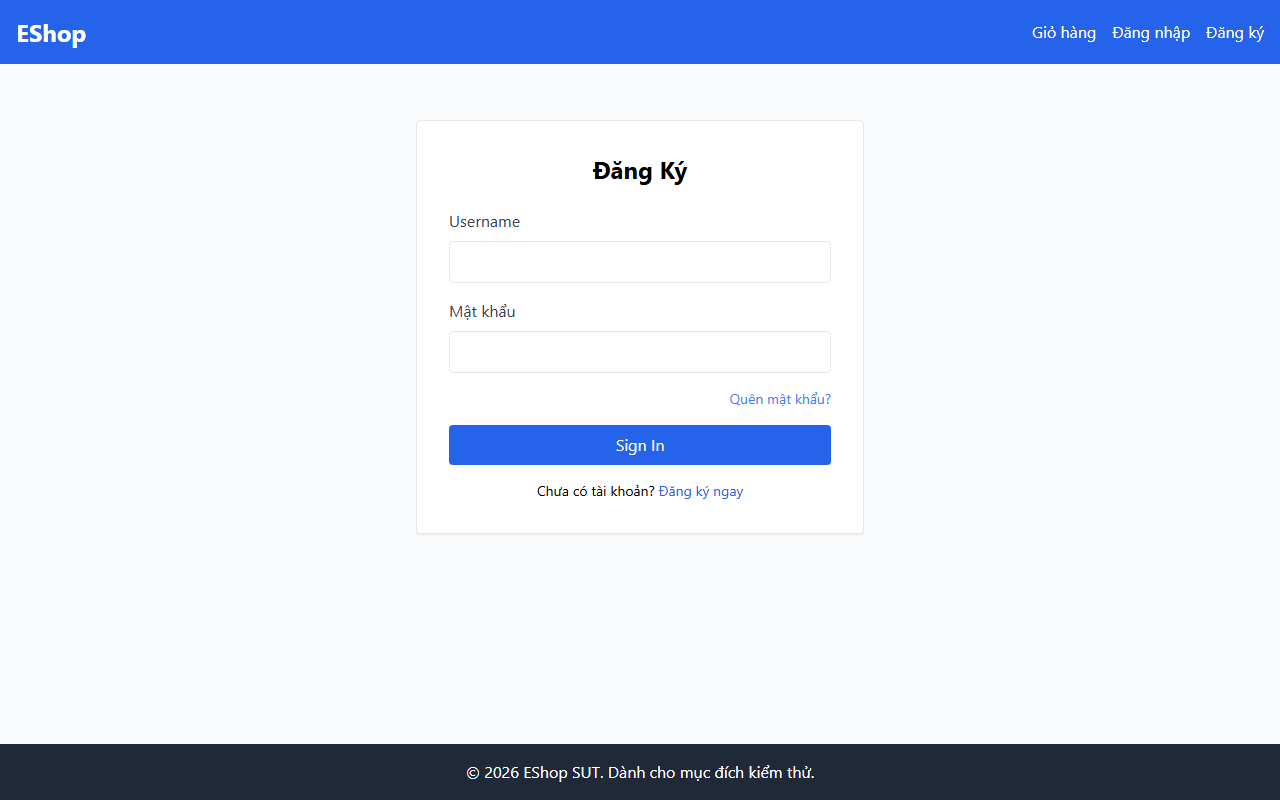 EShop
Giỏ hàng Đăng nhập Đăng ký
Đăng Ký
Username
Mật khẩu
Quên mật khẩu?
Sign In
Chưa có tài khoản? Đăng ký ngay
© 2026 EShop SUT. Dành cho mục đích kiểm thử.